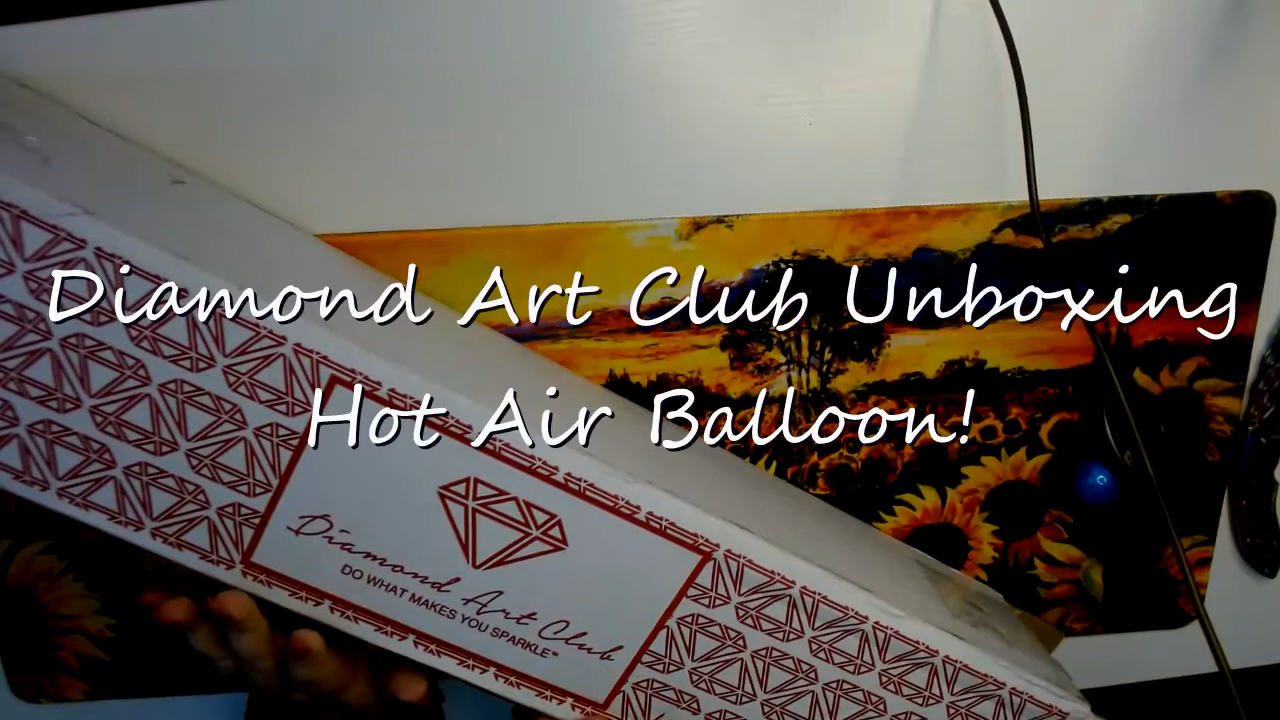 Diamond Art Club Unboxing
Hot Air Balloon!
Diamond Art Club
DO WHAT MAKES YOU SPARKLE™